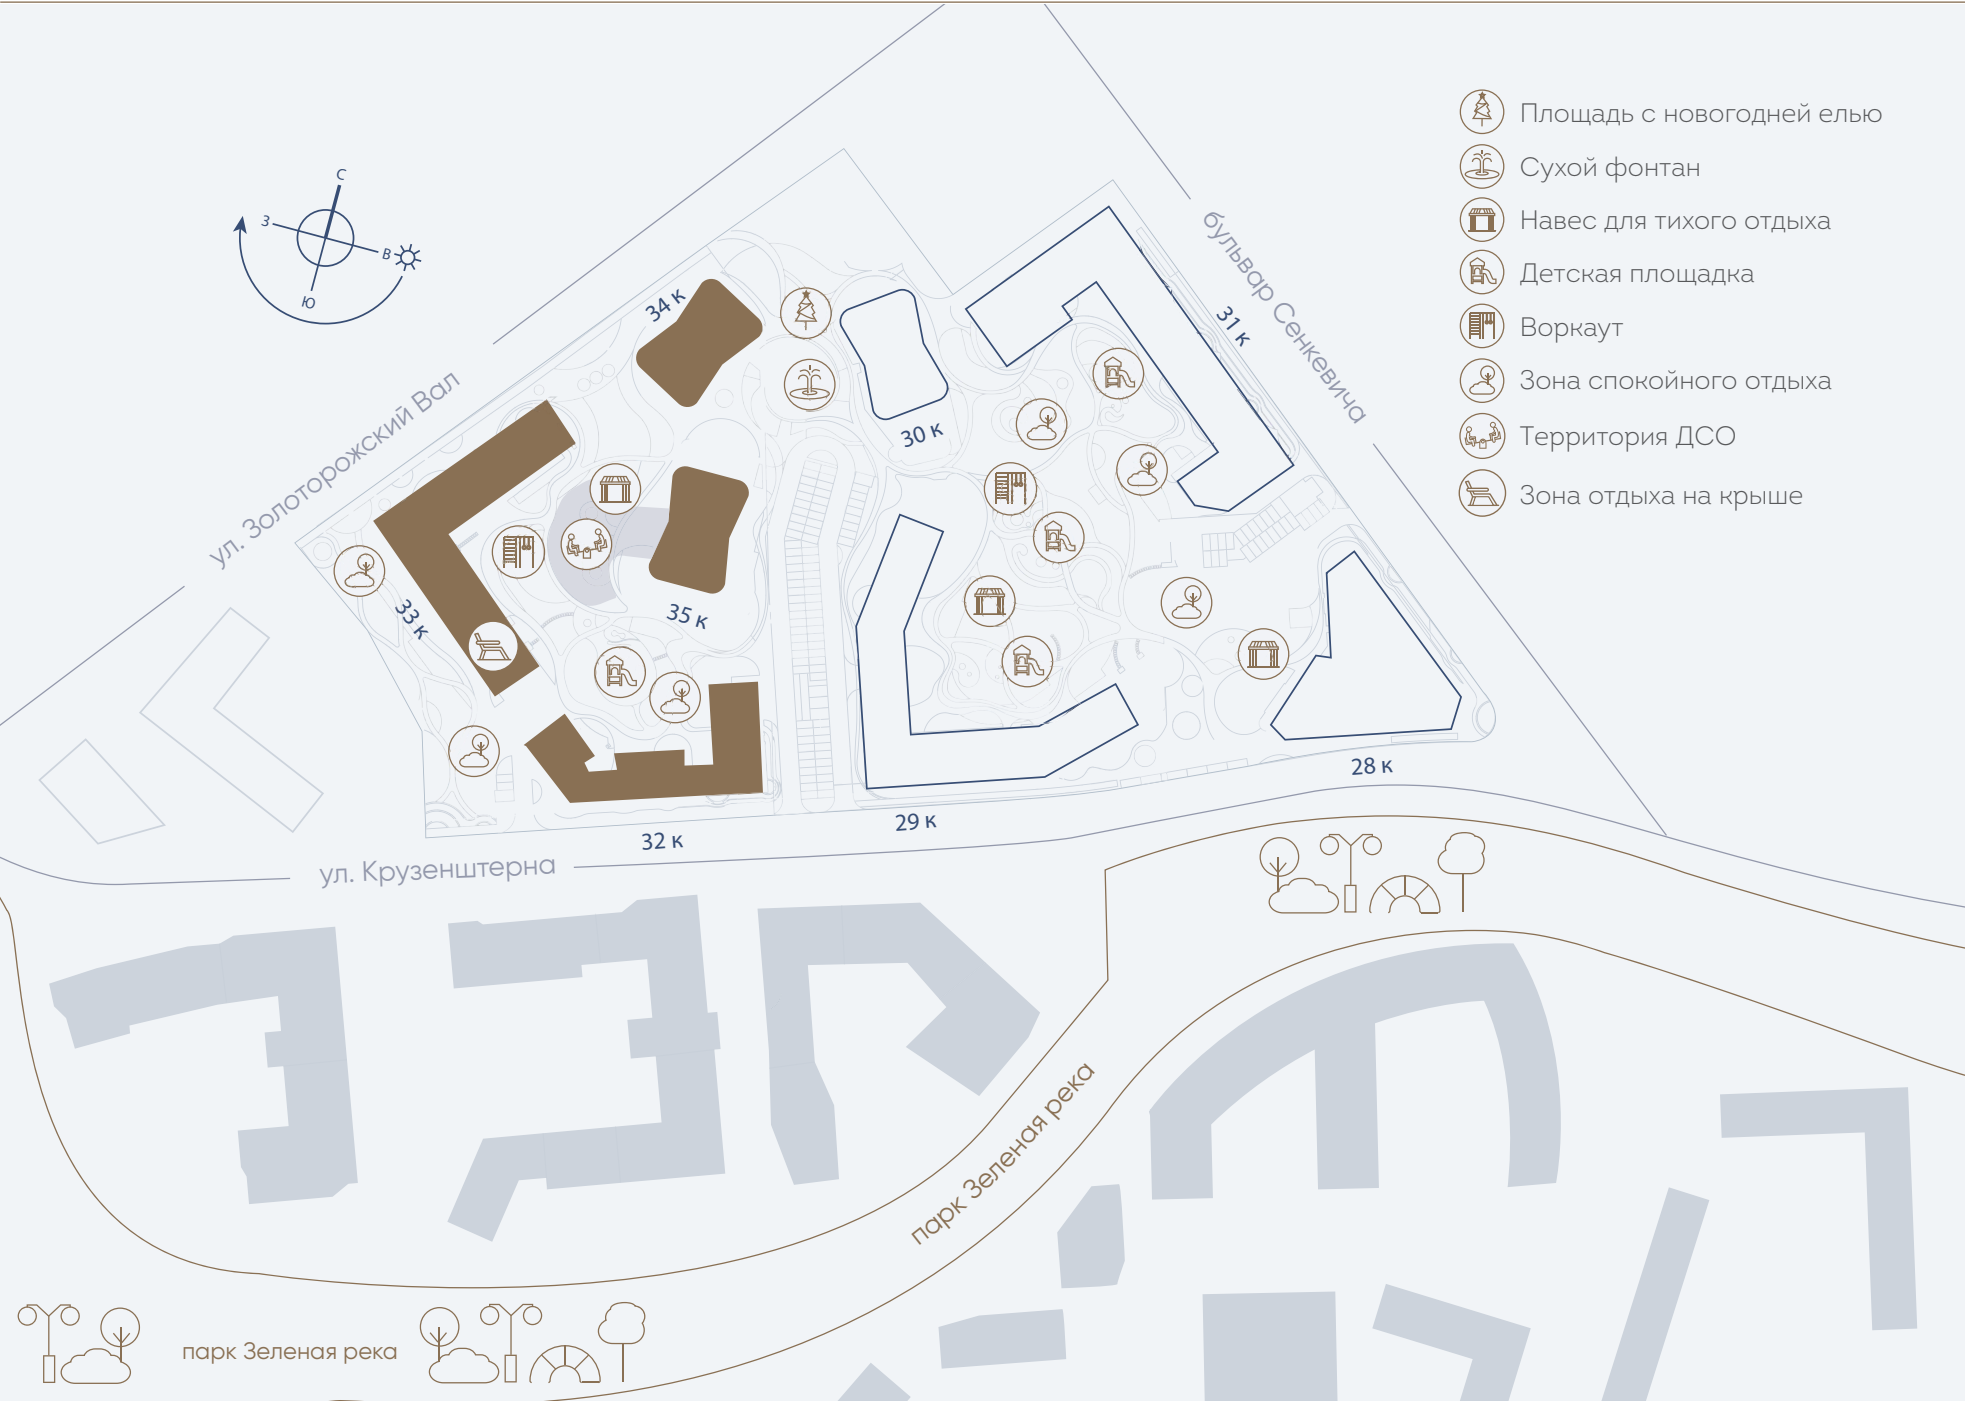 Площадь с новогодней елью
Сухой фонтан
Навес для тихого отдыха
Детская площадка
Воркаут
Зона спокойного отдыха
Территория ДСО
Зона отдыха на крыше
С
З
В
Ю
ул. Золоторожский Вал
бульвар Сенкевича
34 к
31 к
30 к
33 к
35 к
28 к
29 к
32 к
ул. Крузенштерна
парк Зеленая река
парк Зеленая река